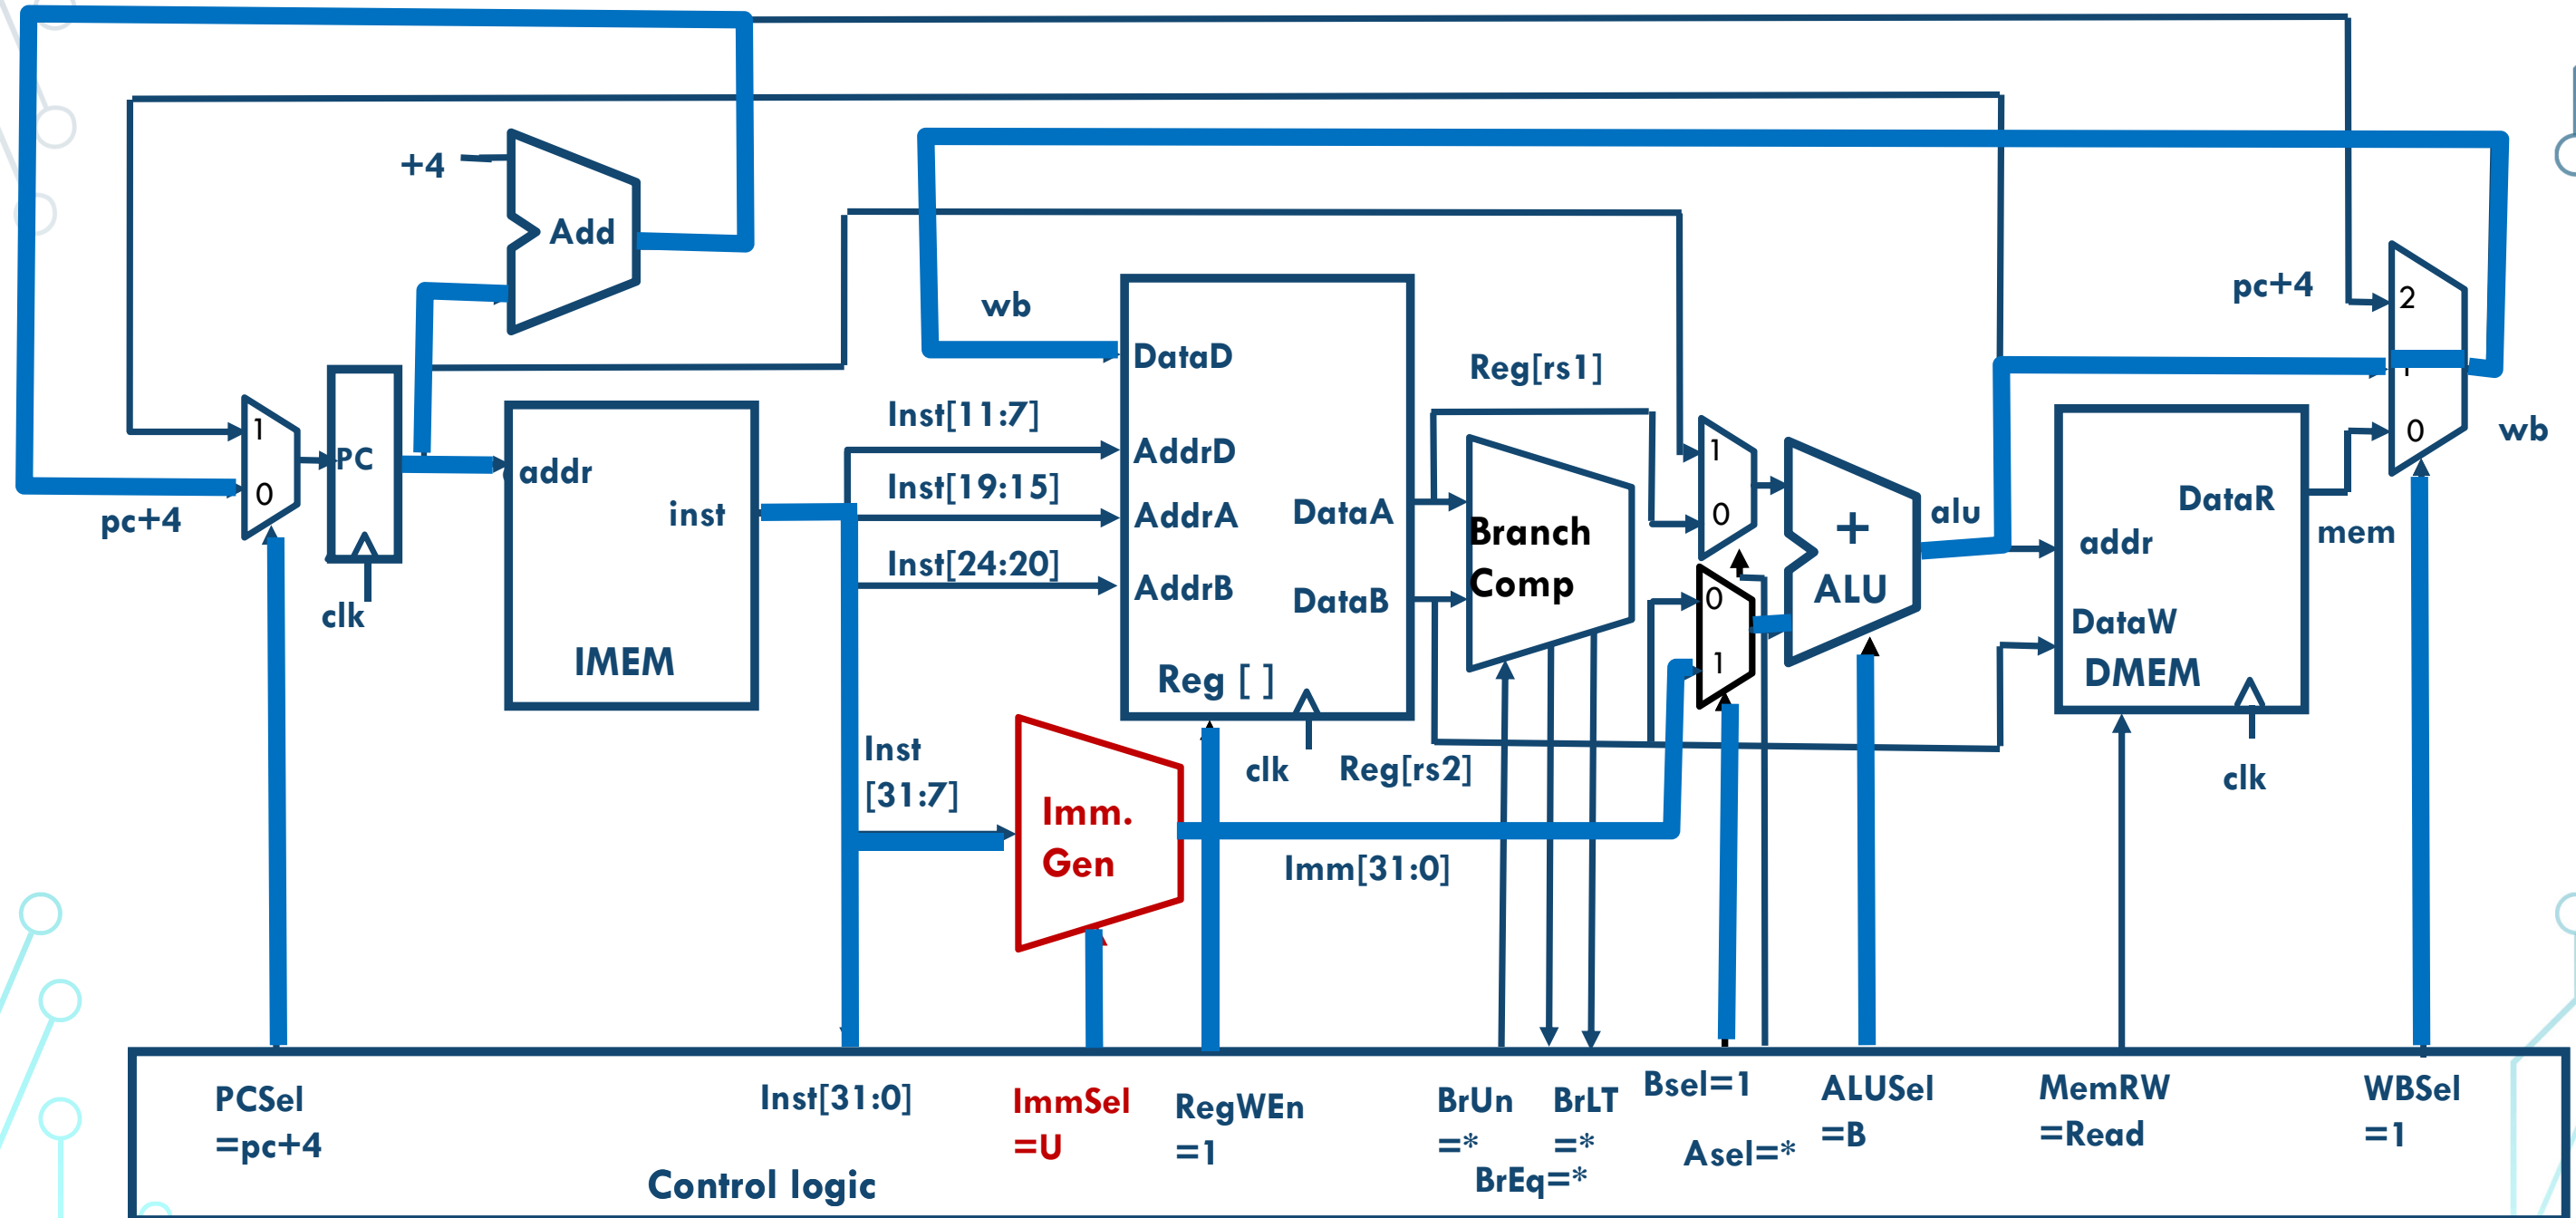 +4
Add
wb
pc+4
2
1
0
wb
DataD
Reg[rs1]
Inst[11:7]
AddrD
Inst[19:15]
AddrA
DataA
Inst[24:20]
AddrB
DataB
Reg [ ]
clk
Reg[rs2]
1
0
pc+4
PC
clk
addr
inst
IMEM
Branch
Comp
1
0
0
1
+
ALU
alu
addr
DataR
mem
DataW
DMEM
clk
Inst
[31:7]
Imm.
Gen
Imm[31:0]
PCSel
=pc+4
Inst[31:0]
ImmSel
=U
RegWEn
=1
BrUn
=*
BrLT
=*
BrEq=*
Bsel=1
Asel=*
ALUSel
=B
MemRW
=Read
WBSel
=1
Control logic